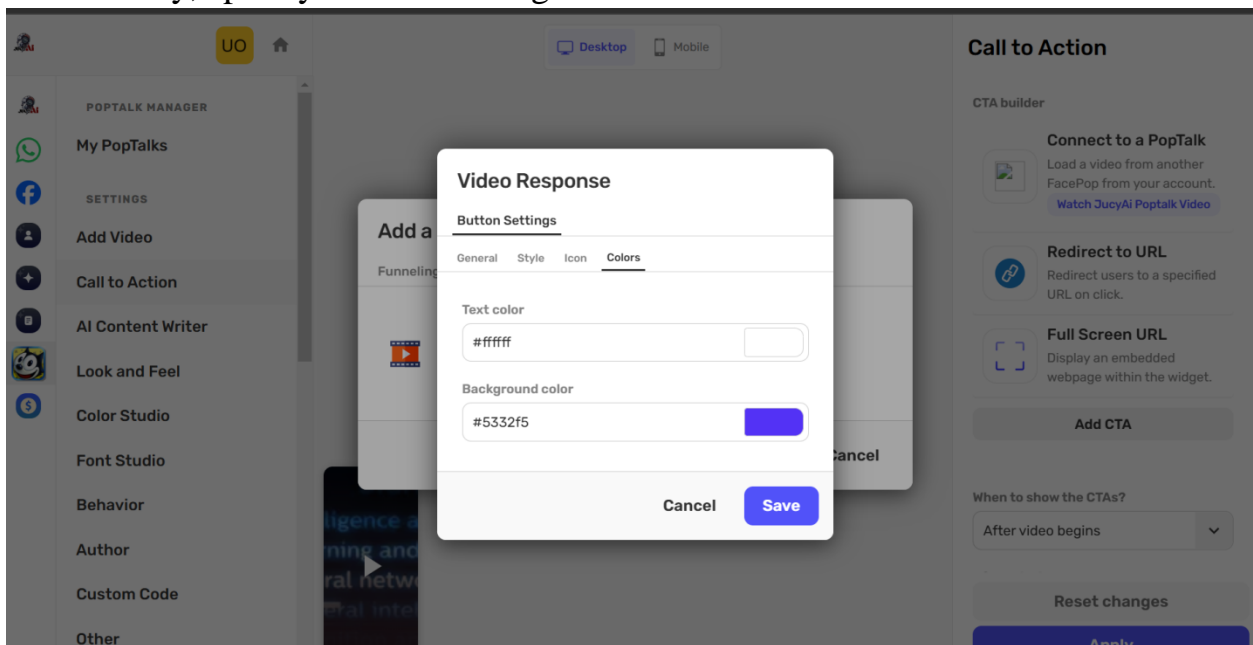 UO
Desktop
Mobile
Call to Action
POPTALK MANAGER
My PopTalks
SETTINGS
Add Video
Call to Action
AI Content Writer
Look and Feel
Color Studio
Font Studio
Behavior
Author
Custom Code
Other
Add a
Funneling
Cancel
Video Response
Button Settings
General Style Icon Colors
Text color
#ffffff
Background color
#5332f5
Cancel Save
CTA builder
Connect to a PopTalk
Load a video from another
FacePop from your account.
Watch JucyAi Poptalk Video
Redirect to URL
Redirect users to a specified
URL on click.
Full Screen URL
Display an embedded
webpage within the widget.
Add CTA
When to show the CTAs?
After video begins
Reset changes
Apply